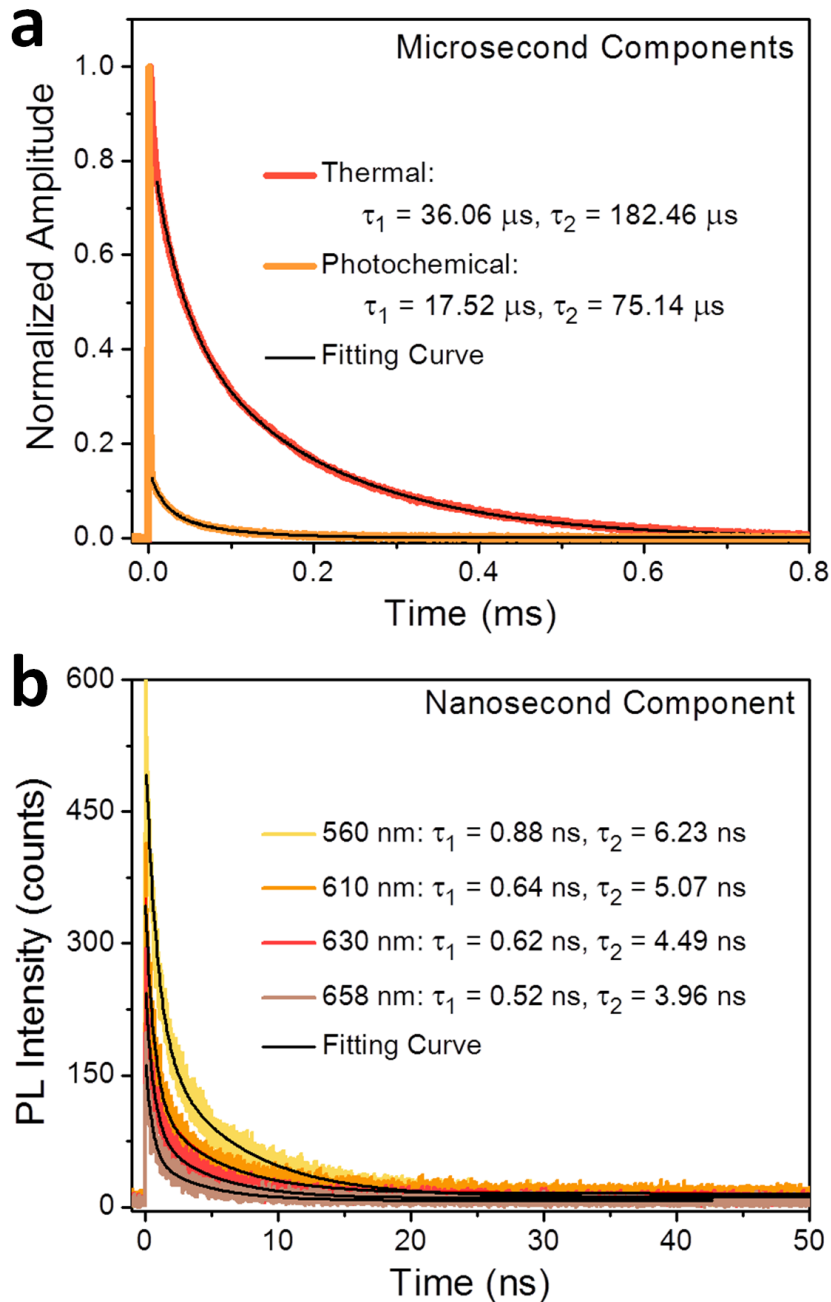 a
Microsecond Components
Normalized Amplitude
1.0
0.8
0.6
0.4
0.2
0.0
Thermal:
τ1 = 36.06 μs, τ2 = 182.46 μs
Photochemical:
τ1 = 17.52 μs, τ2 = 75.14 μs
Fitting Curve
0.0 0.2 0.4 0.6 0.8
Time (ms)
b
Nanosecond Component
PL Intensity (counts)
600
450
300
150
0
560 nm: τ1 = 0.88 ns, τ2 = 6.23 ns
610 nm: τ1 = 0.64 ns, τ2 = 5.07 ns
630 nm: τ1 = 0.62 ns, τ2 = 4.49 ns
658 nm: τ1 = 0.52 ns, τ2 = 3.96 ns
Fitting Curve
0 10 20 30 40 50
Time (ns)